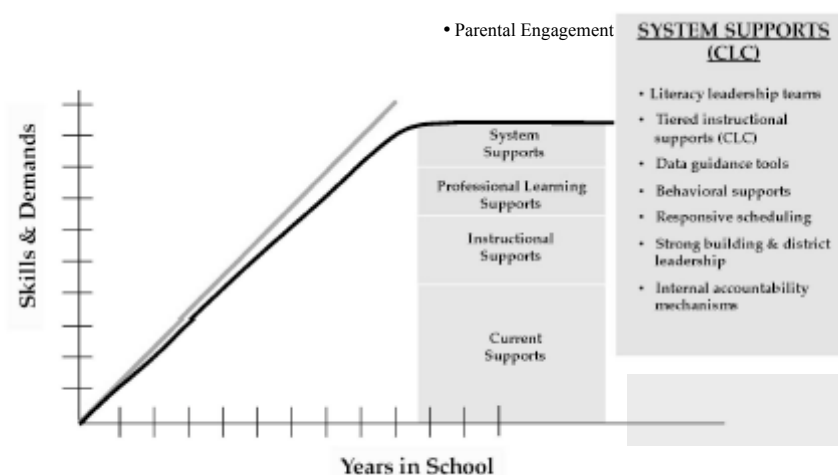 • Parental Engagement
SYSTEM SUPPORTS
(CLC)
• Literacy leadership teams
• Tiered instructional
supports (CLC)
• Data guidance tools
• Behavioral supports
• Responsive scheduling
• Strong building & district
leadership
• Internal accountability
mechanisms
Skills & Demands
System
Supports
Professional Learning
Supports
Instructional
Supports
Current
Supports
Years in School